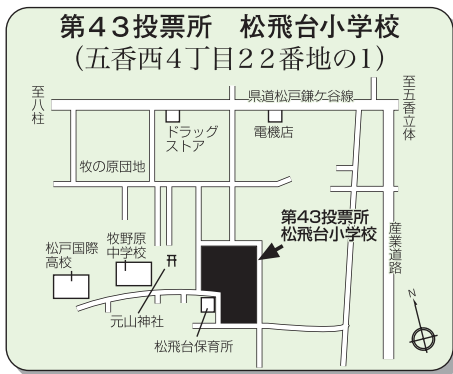 第43投票所　松飛台小学校
（五香西4丁目22番地の1）
至八柱
県道松戸鎌ケ谷線
至五香立体
ドラッグ
ストア
電機店
牧の原団地
第43投票所
松飛台小学校
産業道路
松戸国際
高校
牧野原
中学校
元山神社
松飛台保育所
N